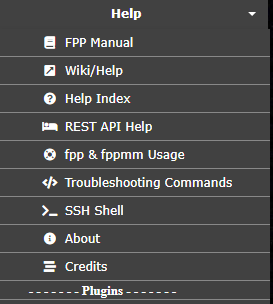 Help
FPP Manual
Wiki/Help
Help Index
REST API Help
fpp & fppmm Usage
Troubleshooting Commands
SSH Shell
About
Credits
- - - - - - - Plugins - - - - - - -